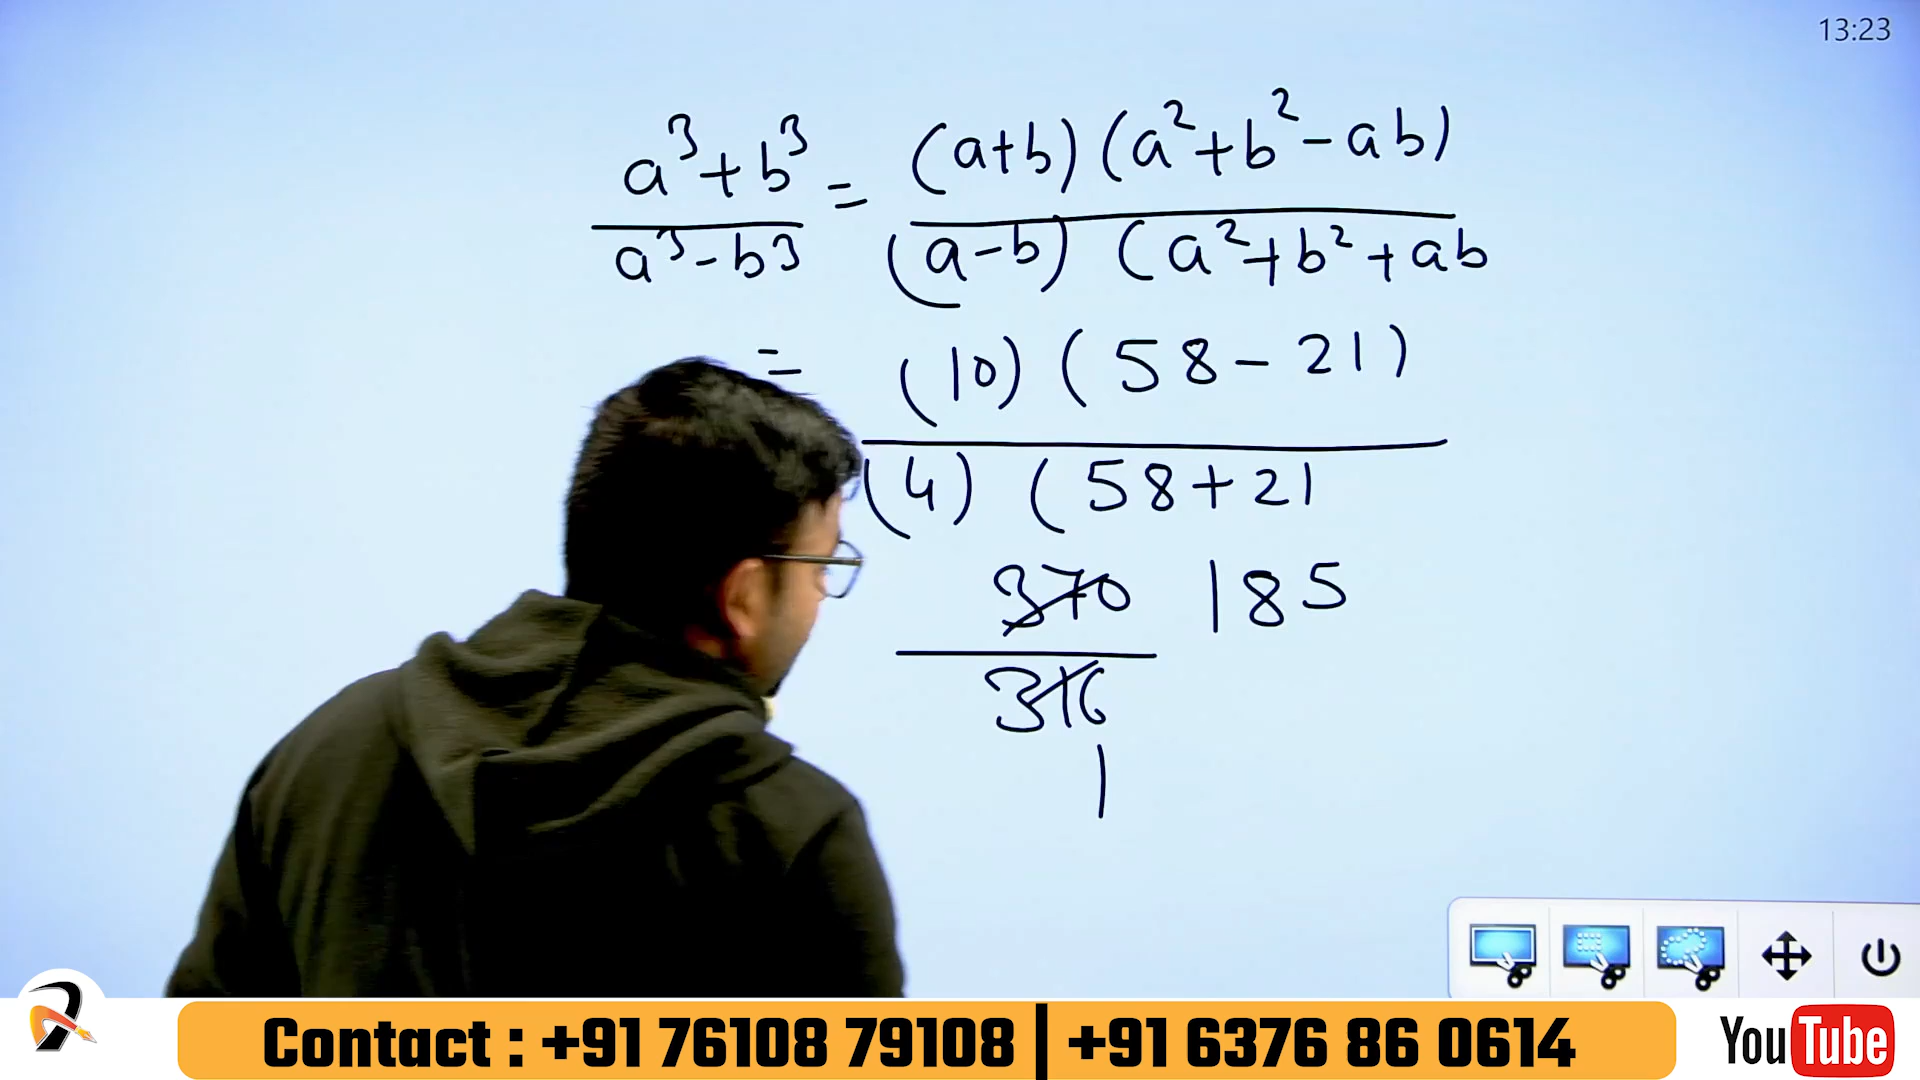 13:23
a³+b³ = (a+b)(a²+b²-ab)
a³-b3 (a-b) (a²+b²+ab
= (10)(58-21)
(4) (58+21
370 185
316
1
Contact : +91 76108 79108 | +91 6376 86 0614
YouTube